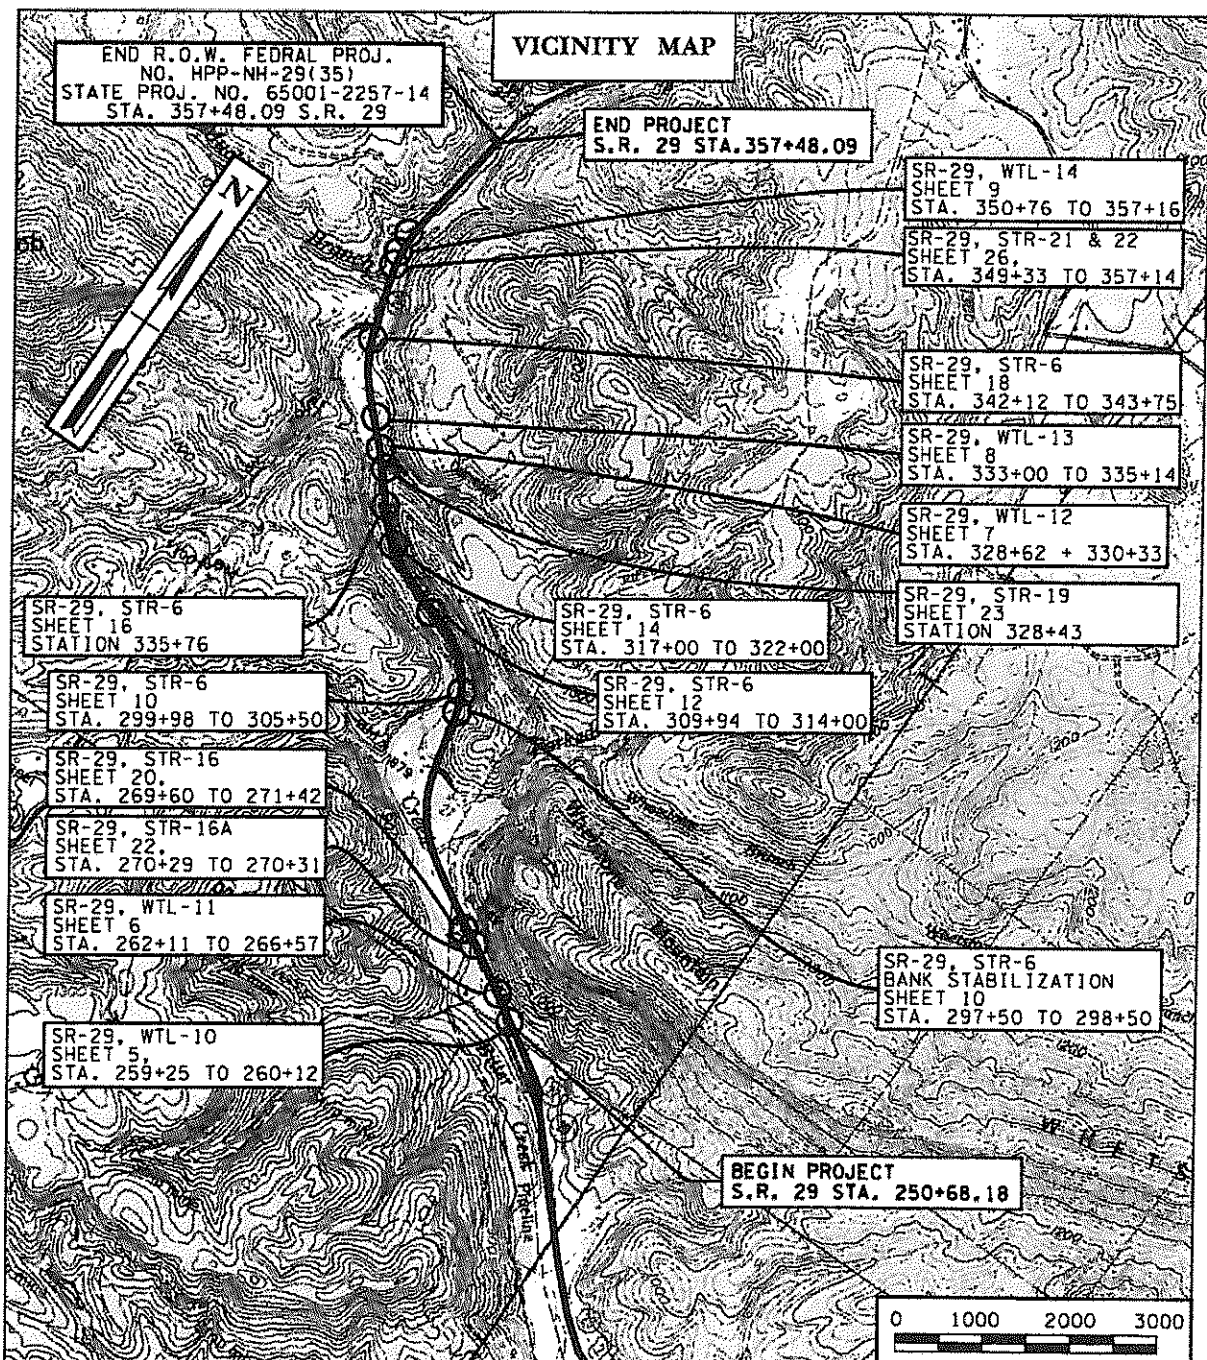 VICINITY MAP
END R.O.W. FEDRAL PROJ.
NO. HPP-NH-29(35)
STATE PROJ. NO. 65001-2257-14
STA. 357+48.09 S.R. 29
END PROJECT
S.R. 29 STA.357+48.09
SR-29, WTL-14
SHEET 9
STA. 350+76 TO 357+16
SR-29, STR-21 & 22
SHEET 26,
STA. 349+33 TO 357+14
N
SR-29, STR-6
SHEET 18
STA. 342+12 TO 343+75
SR-29, WTL-13
SHEET 8
STA. 333+00 TO 335+14
SR-29, WTL-12
SHEET 7
STA. 328+62 + 330+33
SR-29, STR-19
SHEET 23
STATION 328+43
SR-29, STR-6
SHEET 16
STATION 335+76
SR-29, STR-6
SHEET 14
STA. 317+00 TO 322+00
SR-29, STR-6
SHEET 10
STA. 299+98 TO 305+50
SR-29, STR-6
SHEET 12
STA. 309+94 TO 314+00
SR-29, STR-16
SHEET 20,
STA. 269+60 TO 271+42
SR-29, STR-16A
SHEET 22,
STA. 270+29 TO 270+31
SR-29, WTL-11
SHEET 6
STA. 262+11 TO 266+57
SR-29, STR-6
BANK STABILIZATION
SHEET 10
STA. 297+50 TO 298+50
SR-29, WTL-10
SHEET 5,
STA. 259+25 TO 260+12
BEGIN PROJECT
S.R. 29 STA. 250+68.18
879
1200
1000
1200
Creek Pipeline
0 1000 2000 3000